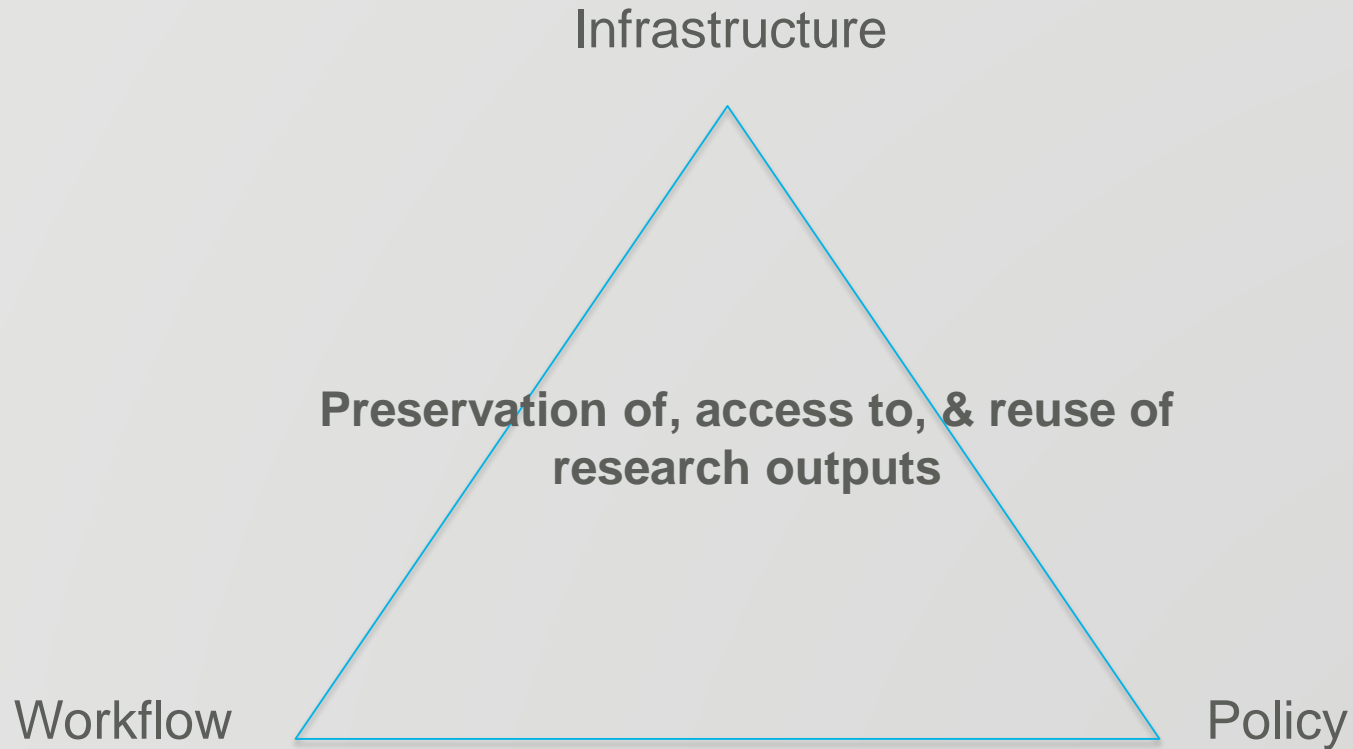 Infrastructure
Preservation of, access to, & reuse of
research outputs
Workflow
Policy